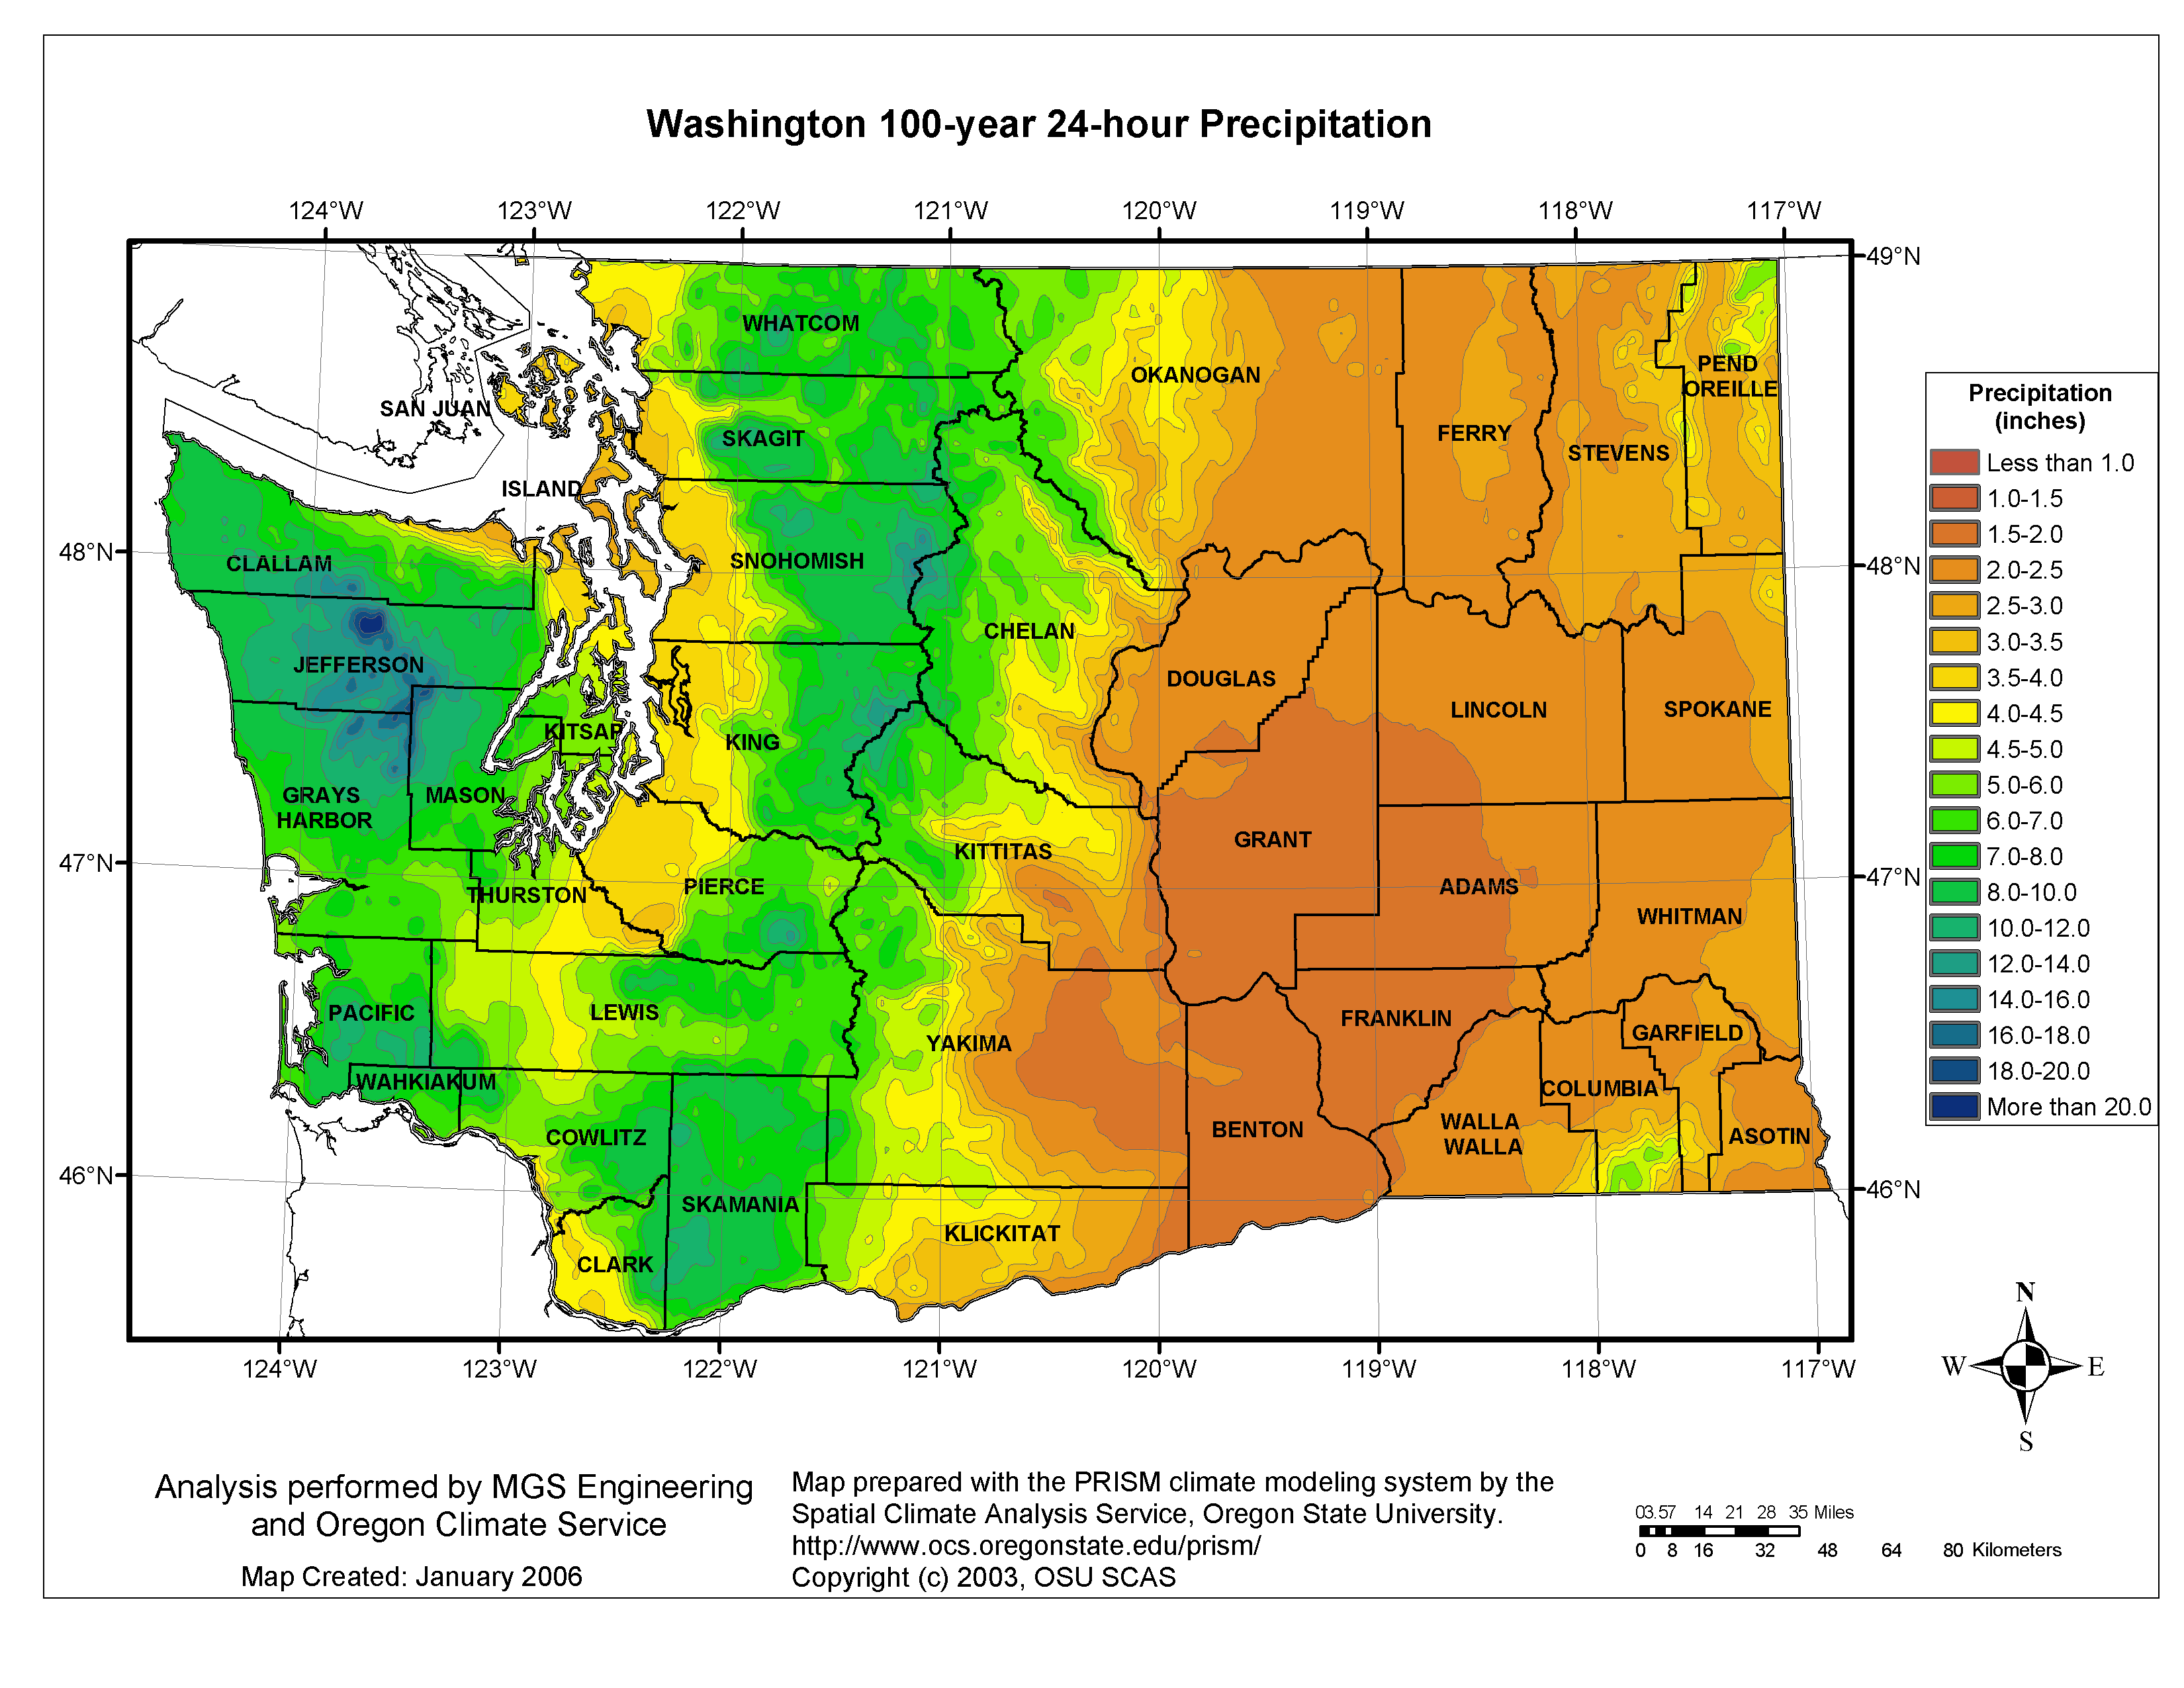 Washington 100-year 24-hour Precipitation
124°W 123°W 122°W 121°W 120°W 119°W 118°W 117°W
49°N
WHATCOM
PEND
OREILLE
OKANOGAN
SAN JUAN
FERRY
SKAGIT
STEVENS
ISLAND
48°N
48°N
CLALLAM
SNOHOMISH
CHELAN
JEFFERSON
DOUGLAS
LINCOLN
SPOKANE
KITSAP
KING
GRAYS
HARBOR
MASON
GRANT
KITTITAS
47°N
47°N
THURSTON
PIERCE
ADAMS
WHITMAN
PACIFIC
LEWIS
FRANKLIN
GARFIELD
YAKIMA
WAHKIAKUM
COLUMBIA
COWLITZ
BENTON
WALLA
WALLA
ASOTIN
46°N
46°N
SKAMANIA
KLICKITAT
CLARK
124°W 123°W 122°W 121°W 120°W 119°W 118°W 117°W
Precipitation
(inches)
Less than 1.0
1.0-1.5
1.5-2.0
2.0-2.5
2.5-3.0
3.0-3.5
3.5-4.0
4.0-4.5
4.5-5.0
5.0-6.0
6.0-7.0
7.0-8.0
8.0-10.0
10.0-12.0
12.0-14.0
14.0-16.0
16.0-18.0
18.0-20.0
More than 20.0
N
W E
S
Analysis performed by MGS Engineering
and Oregon Climate Service
Map Created: January 2006
Map prepared with the PRISM climate modeling system by the
Spatial Climate Analysis Service, Oregon State University.
http://www.ocs.oregonstate.edu/prism/
Copyright (c) 2003, OSU SCAS
03.57 14 21 28 35 Miles
0 8 16 32 48 64 80 Kilometers